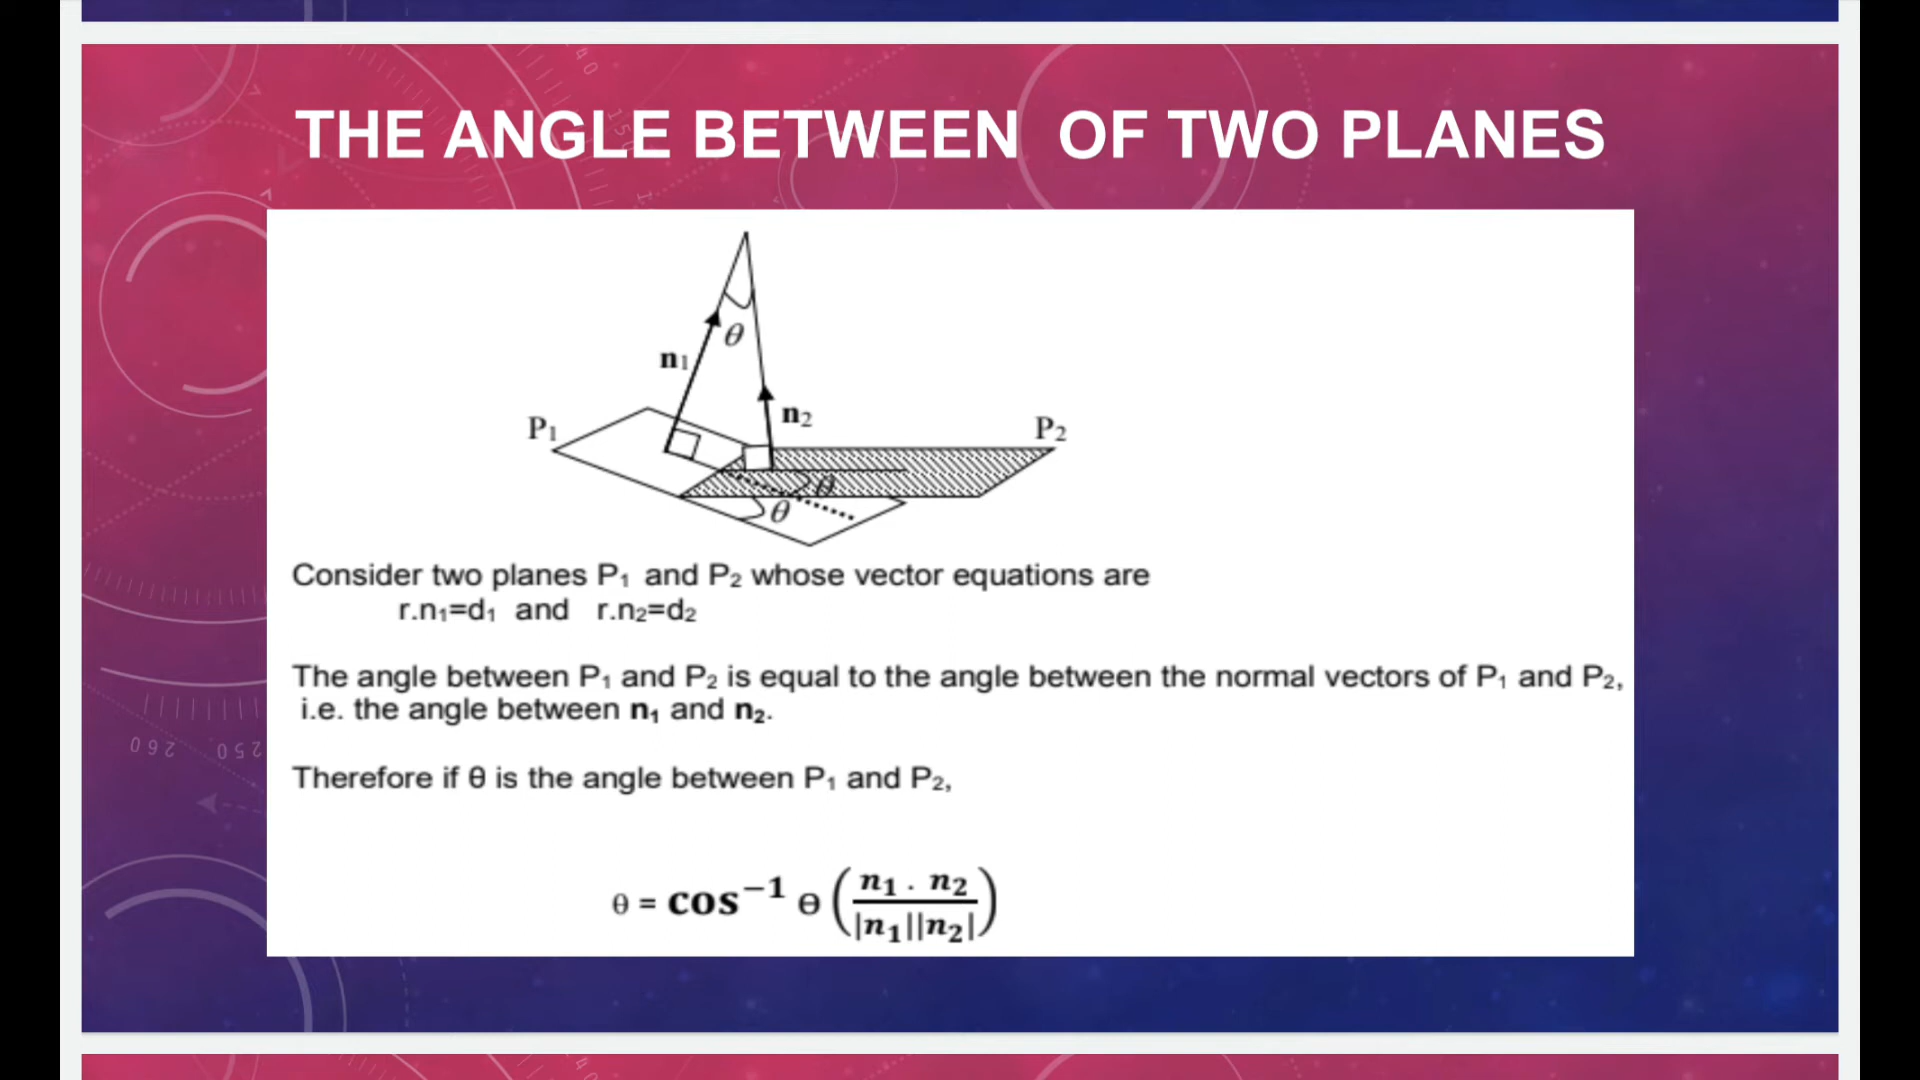 THE ANGLE BETWEEN OF TWO PLANES
θ
n₁
n₂
P₁
P₂
θ
θ
Consider two planes P₁ and P₂ whose vector equations are
r.n₁=d₁ and r.n₂=d₂
The angle between P₁ and P₂ is equal to the angle between the normal vectors of P₁ and P₂,
i.e. the angle between n₁ and n₂.
Therefore if θ is the angle between P₁ and P₂,
θ = cos⁻¹ θ (n₁ . n₂ / |n₁||n₂|)